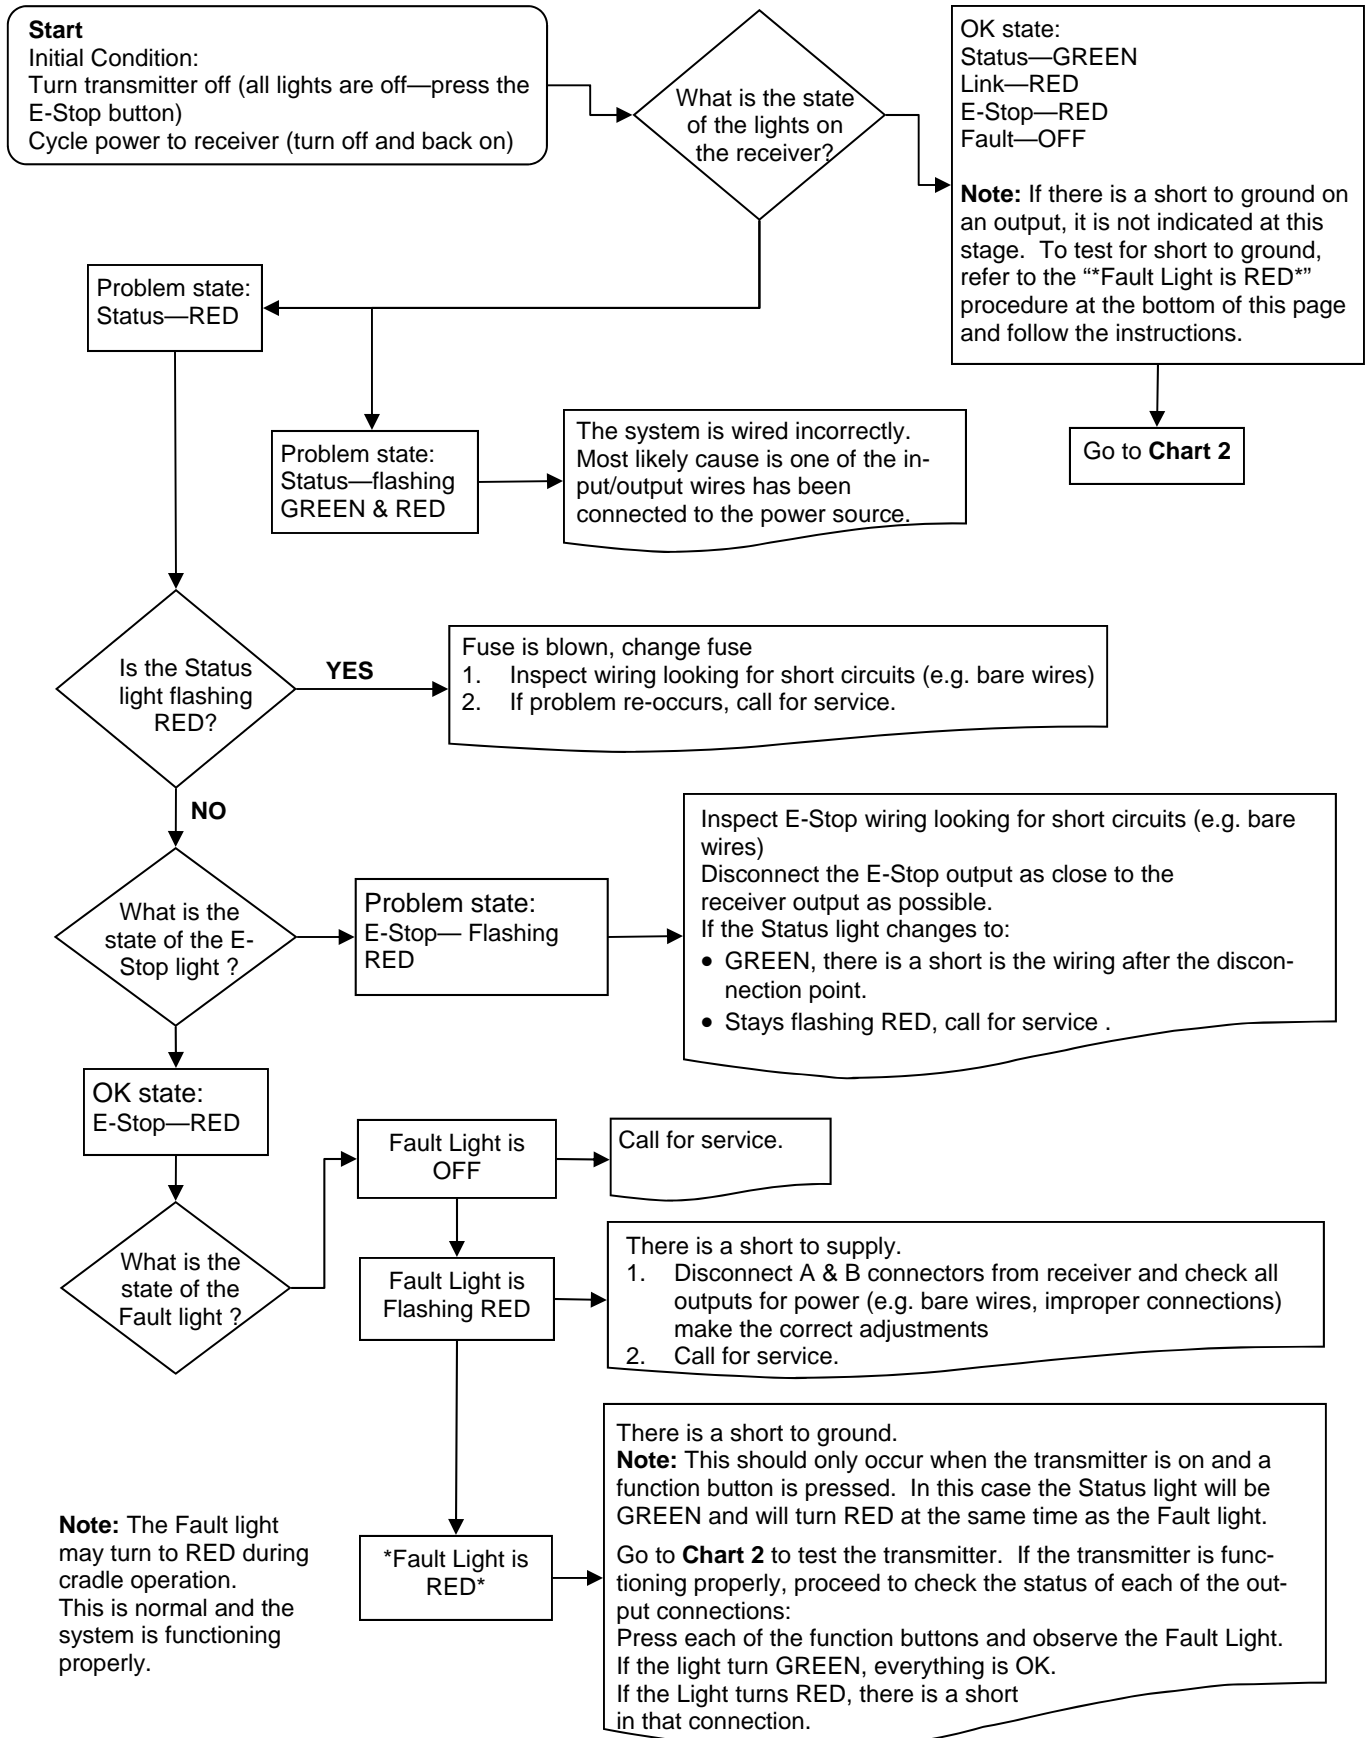 Start
Initial Condition:
Turn transmitter off (all lights are off—press the
E-Stop button)
Cycle power to receiver (turn off and back on)
What is the state
of the lights on
the receiver?
OK state:
Status—GREEN
Link—RED
E-Stop—RED
Fault—OFF
Note: If there is a short to ground on
an output, it is not indicated at this
stage. To test for short to ground,
refer to the “*Fault Light is RED*”
procedure at the bottom of this page
and follow the instructions.
Go to Chart 2
Problem state:
Status—RED
Problem state:
Status—flashing
GREEN & RED
The system is wired incorrectly.
Most likely cause is one of the in-
put/output wires has been
connected to the power source.
Is the Status
light flashing
RED?
YES
Fuse is blown, change fuse
1. Inspect wiring looking for short circuits (e.g. bare wires)
2. If problem re-occurs, call for service.
NO
What is the
state of the E-
Stop light ?
Problem state:
E-Stop— Flashing
RED
Inspect E-Stop wiring looking for short circuits (e.g. bare
wires)
Disconnect the E-Stop output as close to the
receiver output as possible.
If the Status light changes to:
• GREEN, there is a short is the wiring after the discon-
nection point.
• Stays flashing RED, call for service .
OK state:
E-Stop—RED
What is the
state of the
Fault light ?
Fault Light is
OFF
Call for service.
Fault Light is
Flashing RED
There is a short to supply.
1. Disconnect A & B connectors from receiver and check all
outputs for power (e.g. bare wires, improper connections)
make the correct adjustments
2. Call for service.
*Fault Light is
RED*
There is a short to ground.
Note: This should only occur when the transmitter is on and a
function button is pressed. In this case the Status light will be
GREEN and will turn RED at the same time as the Fault light.
Go to Chart 2 to test the transmitter. If the transmitter is func-
tioning properly, proceed to check the status of each of the out-
put connections:
Press each of the function buttons and observe the Fault Light.
If the light turn GREEN, everything is OK.
If the Light turns RED, there is a short
in that connection.
Note: The Fault light
may turn to RED during
cradle operation.
This is normal and the
system is functioning
properly.